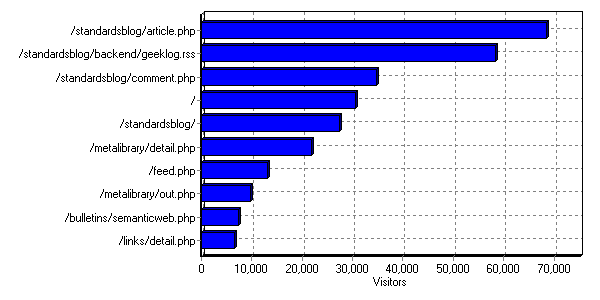 /standardsblog/article.php
/standardsblog/backend/geeklog.rss
/standardsblog/comment.php
/
/standardsblog/
/metalibrary/detail.php
/feed.php
/metalibrary/out.php
/bulletins/semanticweb.php
/links/detail.php
0 10,000 20,000 30,000 40,000 50,000 60,000 70,000
Visitors